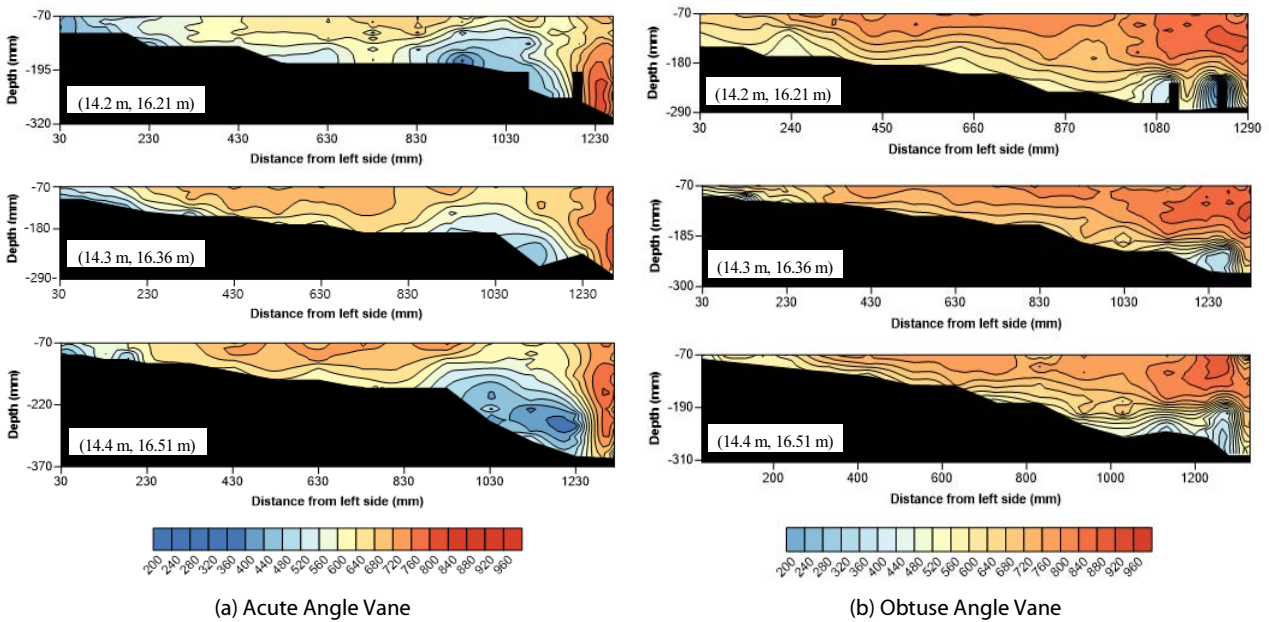 -70
-195
-320
Depth (mm)
(14.2 m, 16.21 m)
30 230 430 630 830 1030 1230
Distance from left side (mm)
-70
-180
-290
Depth (mm)
(14.3 m, 16.36 m)
30 230 430 630 830 1030 1230
Distance from left side (mm)
-70
-220
-370
Depth (mm)
(14.4 m, 16.51 m)
30 230 430 630 830 1030 1230
Distance from left side (mm)
200 240 280 320 360 400 440 480 520 560 600 640 680 720 760 800 840 880 920 960
(a) Acute Angle Vane
-70
-180
-290
Depth (mm)
(14.2 m, 16.21 m)
30 240 450 660 870 1080 1290
Distance from left side (mm)
-70
-185
-300
Depth (mm)
(14.3 m, 16.36 m)
30 230 430 630 830 1030 1230
Distance from left side (mm)
-70
-190
-310
Depth (mm)
(14.4 m, 16.51 m)
200 400 600 800 1000 1200
Distance from left side (mm)
200 240 280 320 360 400 440 480 520 560 600 640 680 720 760 800 840 880 920 960
(b) Obtuse Angle Vane